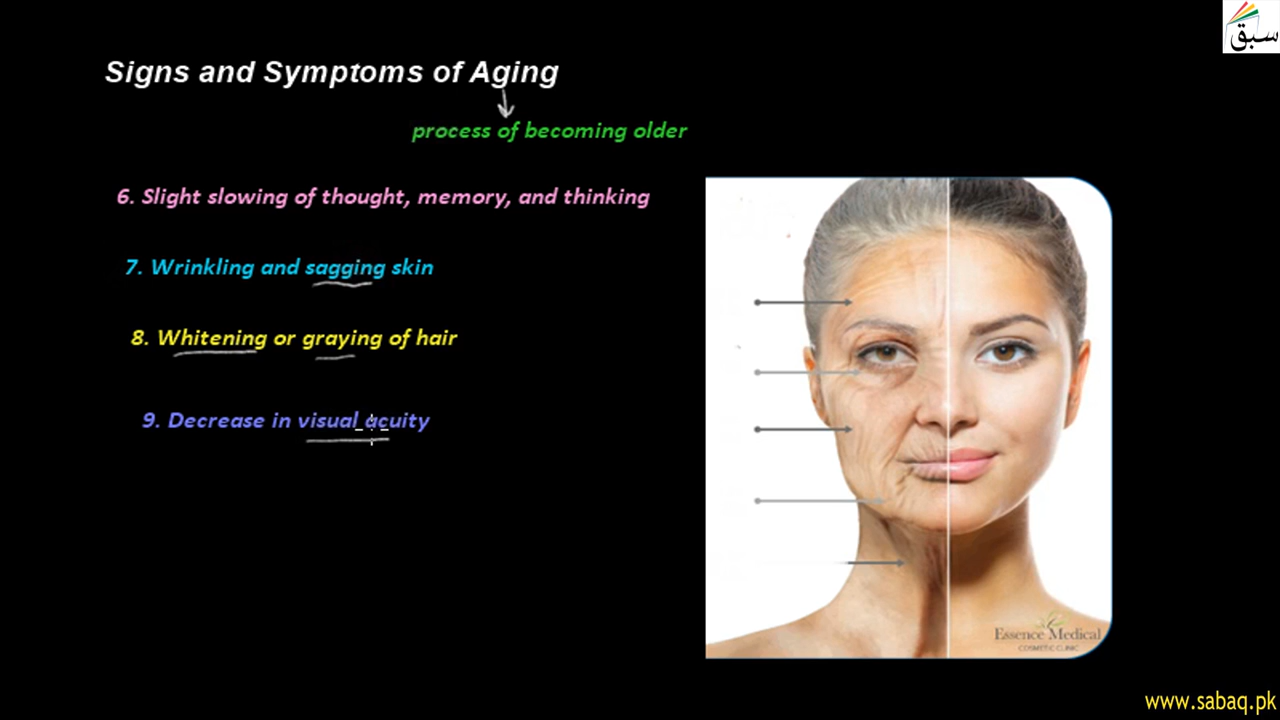 سبق
Signs and Symptoms of Aging
process of becoming older
6. Slight slowing of thought, memory, and thinking
7. Wrinkling and sagging skin
8. Whitening or graying of hair
9. Decrease in visual acuity
Essence Medical
COSMETIC CLINIC
www.sabaq.pk